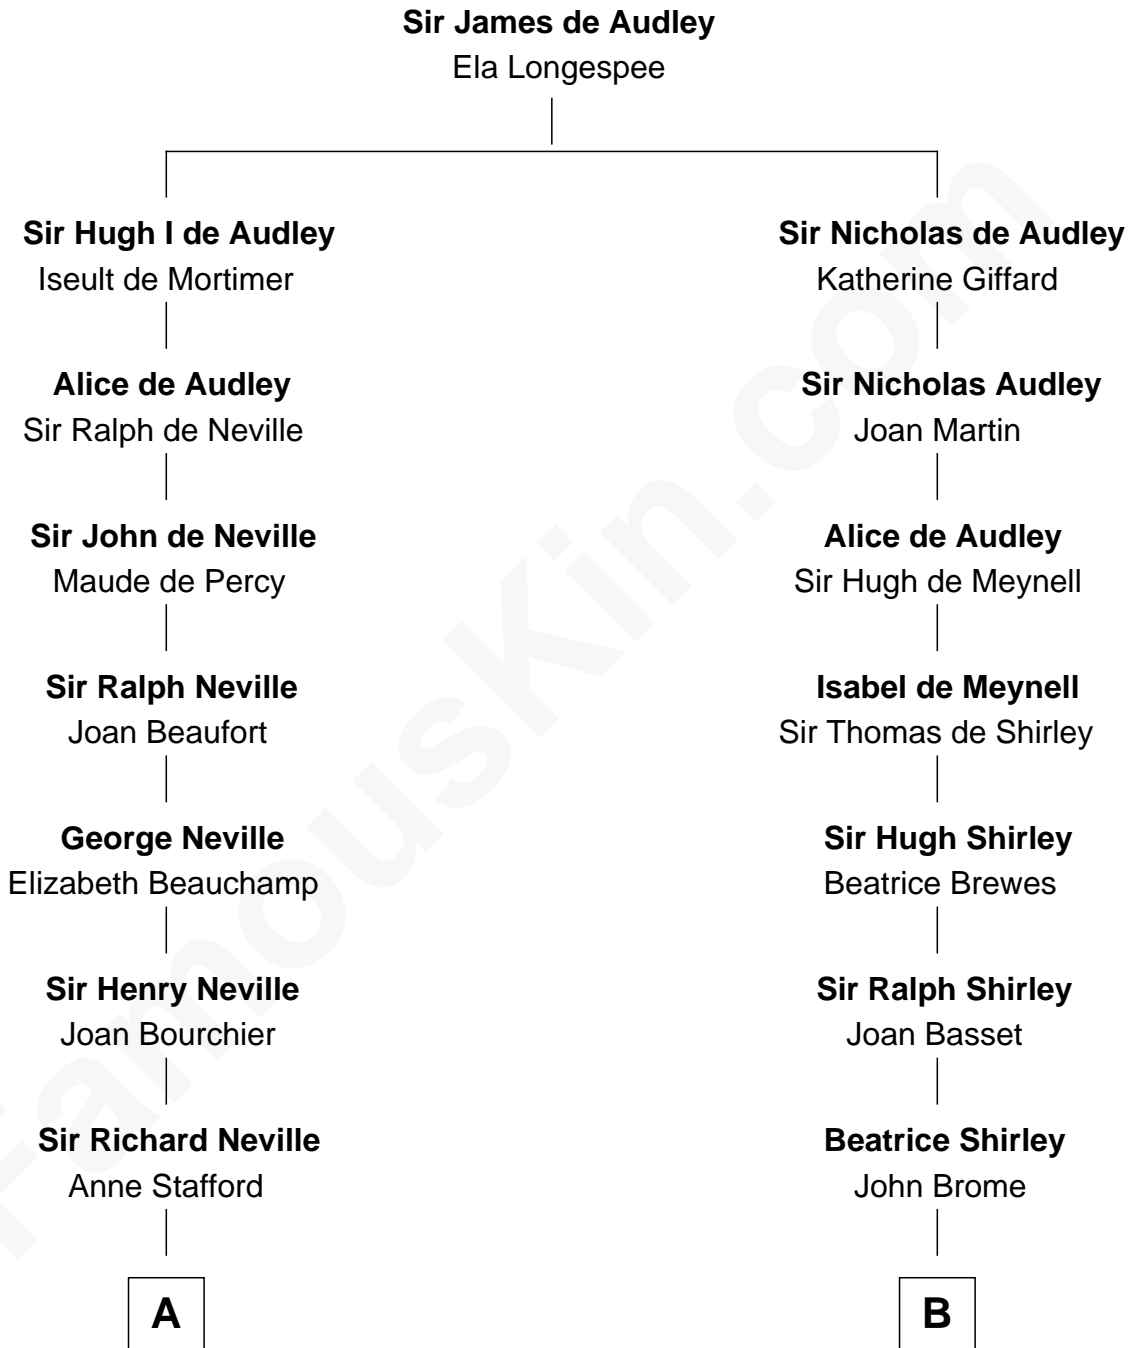 Sir James de Audley
Ela Longespee
Sir Hugh I de Audley
Iseult de Mortimer
Sir Nicholas de Audley
Katherine Giffard
Alice de Audley
Sir Ralph de Neville
Sir Nicholas Audley
Joan Martin
Sir John de Neville
Maude de Percy
Alice de Audley
Sir Hugh de Meynell
Sir Ralph Neville
Joan Beaufort
Isabel de Meynell
Sir Thomas de Shirley
George Neville
Elizabeth Beauchamp
Sir Hugh Shirley
Beatrice Brewes
Sir Henry Neville
Joan Bourchier
Sir Ralph Shirley
Joan Basset
Sir Richard Neville
Anne Stafford
Beatrice Shirley
John Brome
A
B
FamousKin.com